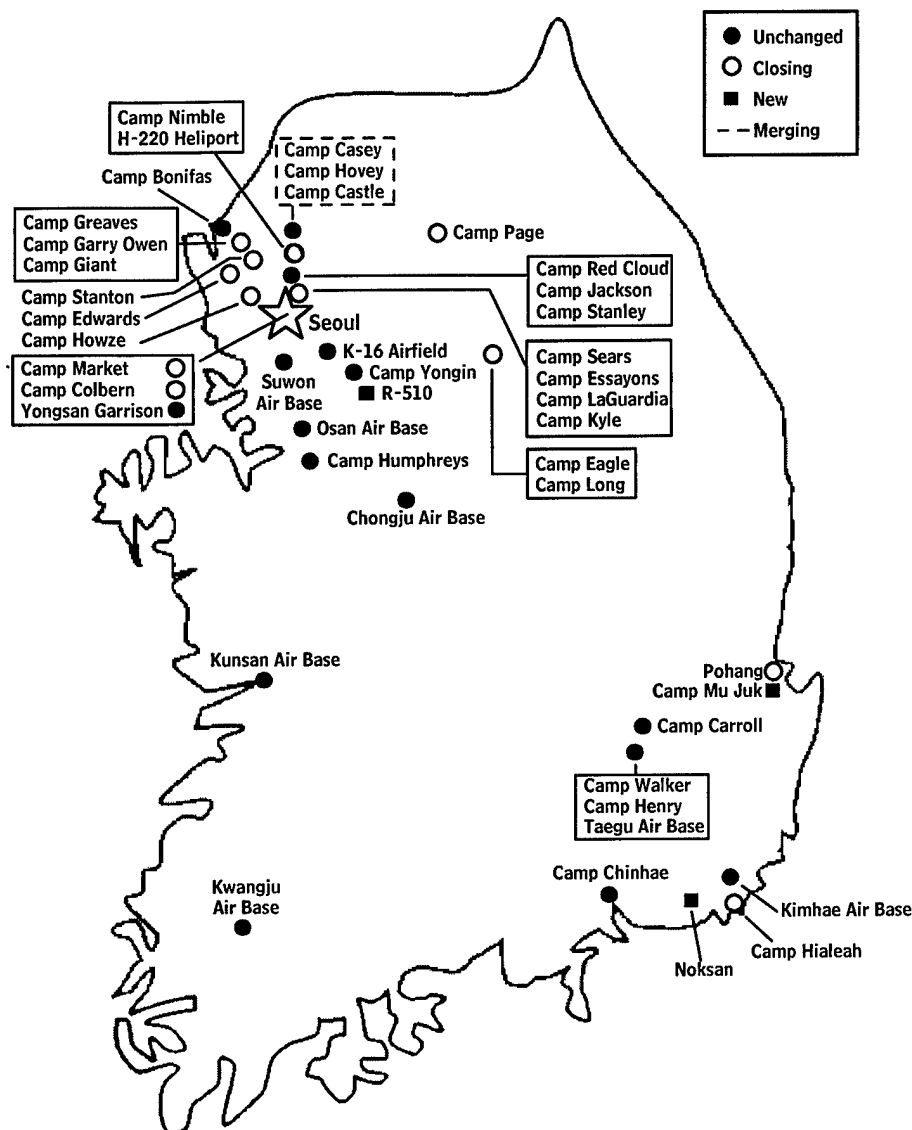 Unchanged
Closing
New
Merging
Camp Nimble
H-220 Heliport
Camp Casey
Camp Hovey
Camp Castle
Camp Bonifas
Camp Greaves
Camp Garry Owen
Camp Giant
Camp Page
Camp Red Cloud
Camp Jackson
Camp Stanley
Camp Stanton
Camp Edwards
Camp Howze
Seoul
Camp Market
Camp Colbern
Yongsan Garrison
K-16 Airfield
Camp Yongin
R-510
Suwon
Air Base
Camp Sears
Camp Essayons
Camp LaGuardia
Camp Kyle
Osan Air Base
Camp Humphreys
Camp Eagle
Camp Long
Chongju Air Base
Kunsan Air Base
Pohang
Camp Mu Juk
Camp Carroll
Camp Walker
Camp Henry
Taegu Air Base
Camp Chinhae
Kwangju
Air Base
Kimhae Air Base
Camp Hialeah
Noksan